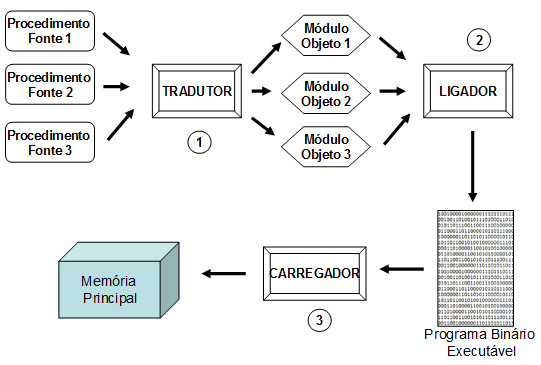 Procedimento
Fonte 1
Procedimento
Fonte 2
Procedimento
Fonte 3
TRADUTOR
1
Módulo
Objeto 1
Módulo
Objeto 2
Módulo
Objeto 3
2
LIGADOR
Programa Binário
Executável
CARREGADOR
3
Memória
Principal